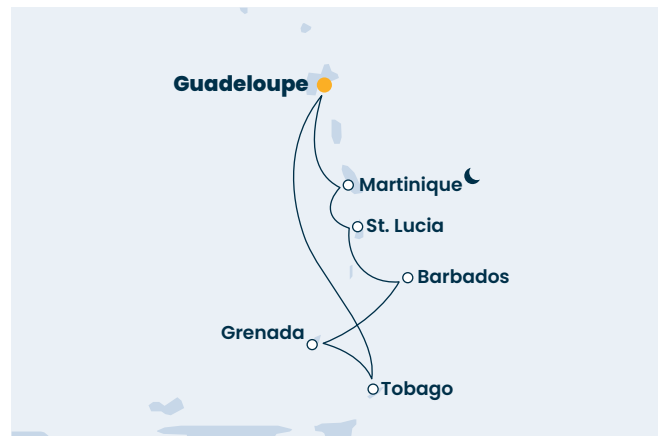 Guadeloupe
Martinique
St. Lucia
Barbados
Grenada
Tobago